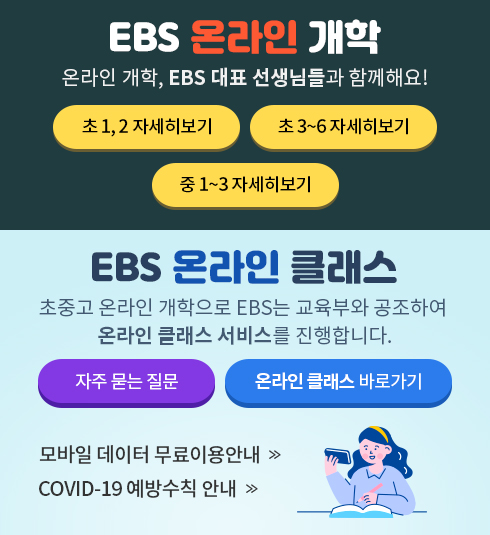 EBS 온라인 개학
온라인 개학, EBS 대표 선생님들과 함께해요!
초 1, 2 자세히보기
초 3~6 자세히보기
중 1~3 자세히보기
EBS 온라인 클래스
초중고 온라인 개학으로 EBS는 교육부와 공조하여
온라인 클래스 서비스를 진행합니다.
자주 묻는 질문
온라인 클래스 바로가기
모바일 데이터 무료이용안내 »
COVID-19 예방수칙 안내 »